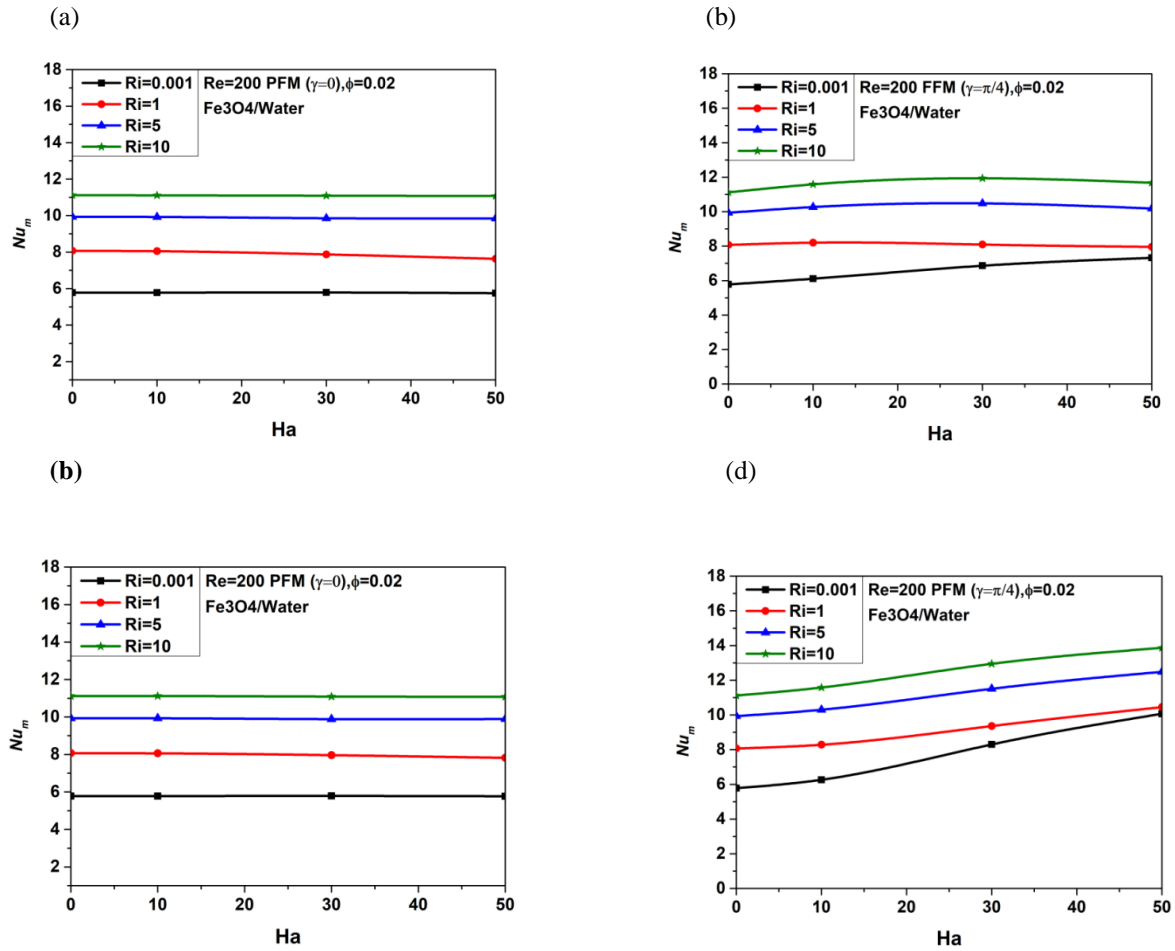 (a)
18
16
14
12
10
8
6
4
2
0
10
20
30
40
50
Nu_m
Ha
Ri=0.001
Ri=1
Ri=5
Ri=10
Re=200 PFM (γ=0),ϕ=0.02
Fe3O4/Water
(b)
18
16
14
12
10
8
6
4
2
0
0
10
20
30
40
50
Nu_m
Ha
Ri=0.001
Ri=1
Ri=5
Ri=10
Re=200 FFM (γ=π/4),ϕ=0.02
Fe3O4/Water
(b)
18
16
14
12
10
8
6
4
2
0
10
20
30
40
50
Nu_m
Ha
Ri=0.001
Ri=1
Ri=5
Ri=10
Re=200 PFM (γ=0),ϕ=0.02
Fe3O4/Water
(d)
18
16
14
12
10
8
6
4
2
0
0
10
20
30
40
50
Nu_m
Ha
Ri=0.001
Ri=1
Ri=5
Ri=10
Re=200 PFM (γ=π/4),ϕ=0.02
Fe3O4/Water